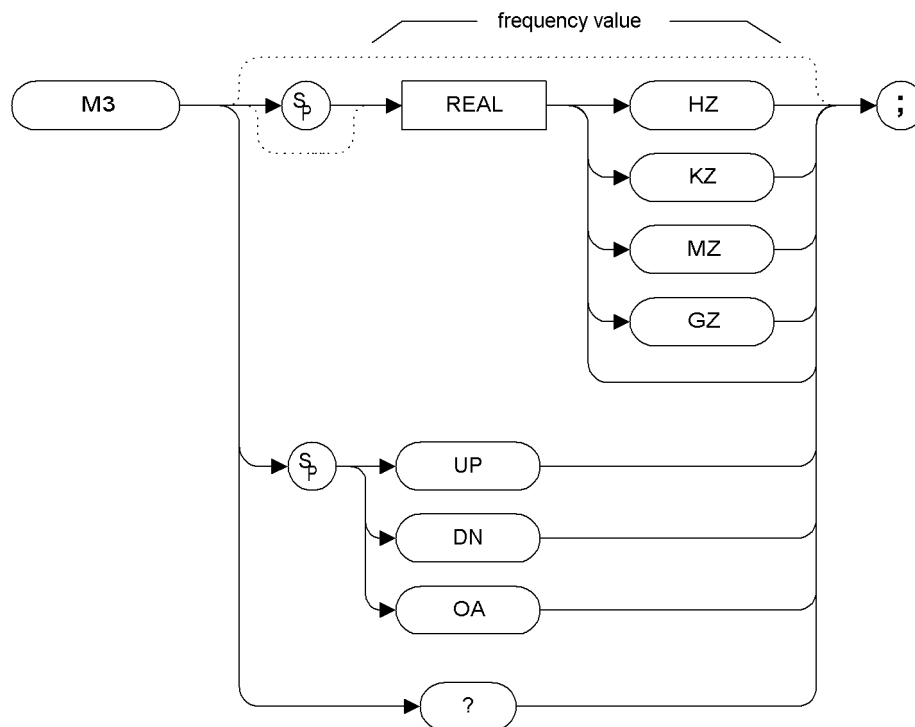 frequency value
M3
SP
REAL
HZ
;
KZ
MZ
GZ
SP
UP
DN
OA
?